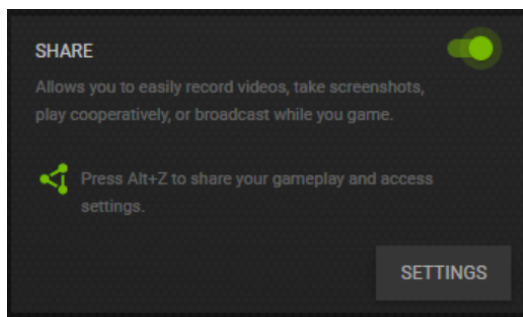 SHARE
Allows you to easily record videos, take screenshots,
play cooperatively, or broadcast while you game.
Press Alt+Z to share your gameplay and access
settings.
SETTINGS